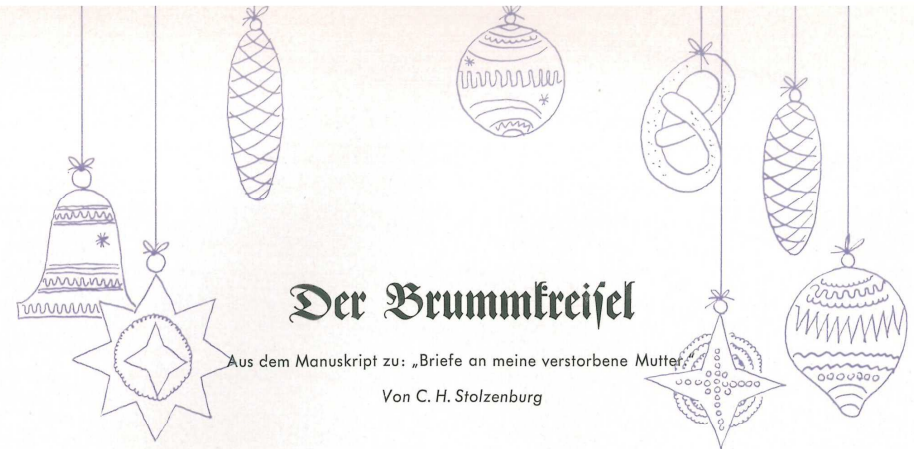 Der Brummkreisel
Aus dem Manuskript zu: „Briefe an meine verstorbene Mutter“
Von C. H. Stolzenburg